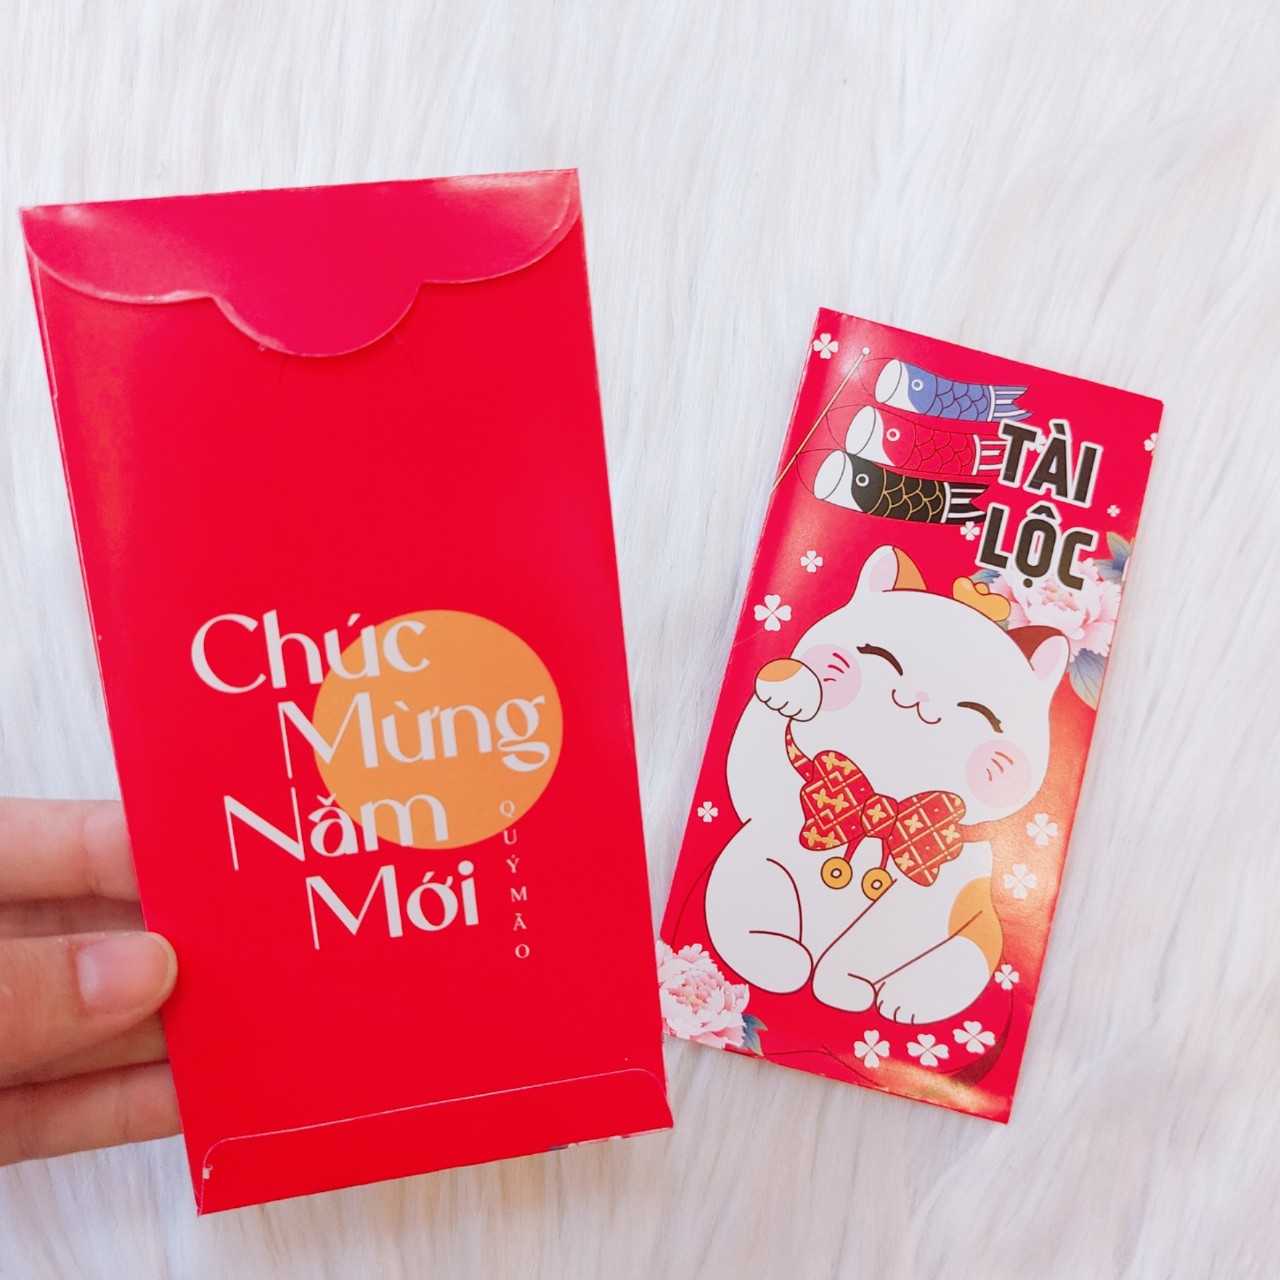 Chúc
Mừng
Năm
Mới
QUÝ MÃO
TÀI
LỘC